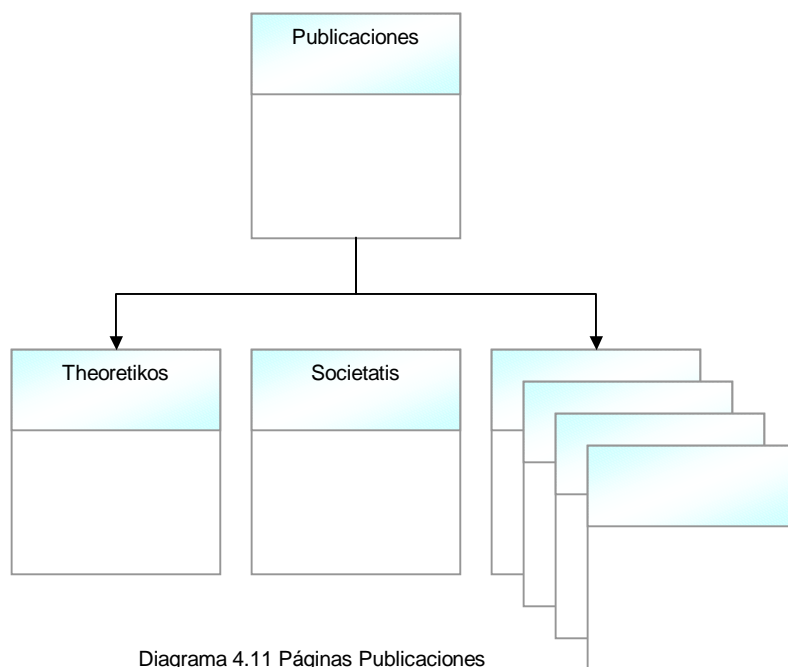 Publicaciones
Theoretikos
Societatis
Diagrama 4.11 Páginas Publicaciones